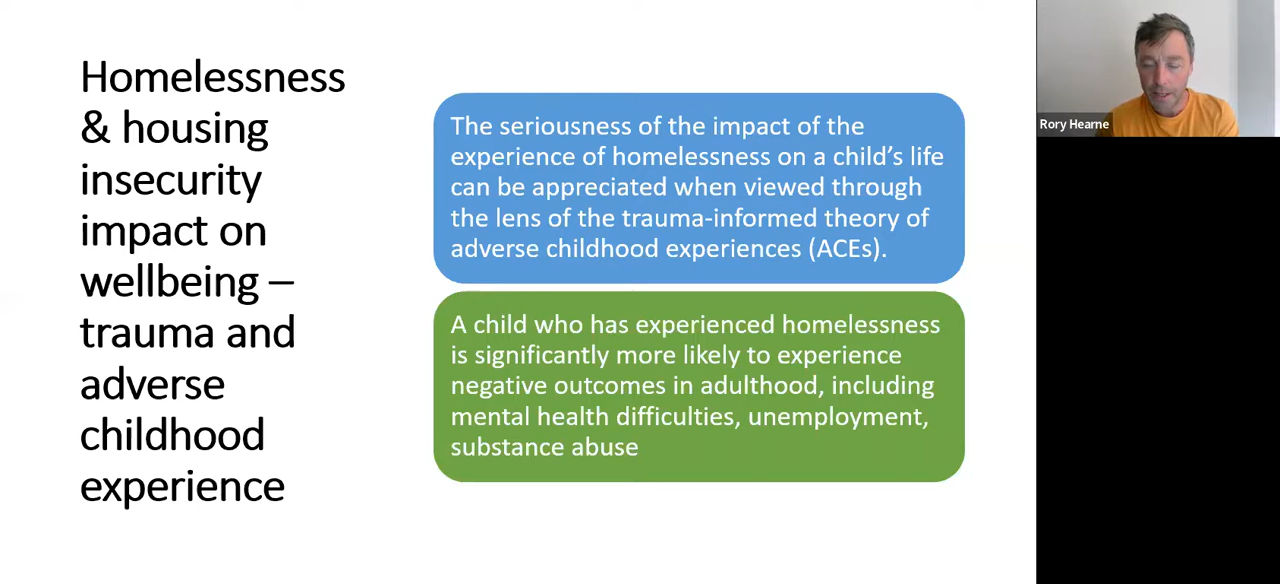 Homelessness
& housing
insecurity
impact on
wellbeing –
trauma and
adverse
childhood
experience
The seriousness of the impact of the
experience of homelessness on a child’s life
can be appreciated when viewed through
the lens of the trauma-informed theory of
adverse childhood experiences (ACEs).
A child who has experienced homelessness
is significantly more likely to experience
negative outcomes in adulthood, including
mental health difficulties, unemployment,
substance abuse
Rory Hearne